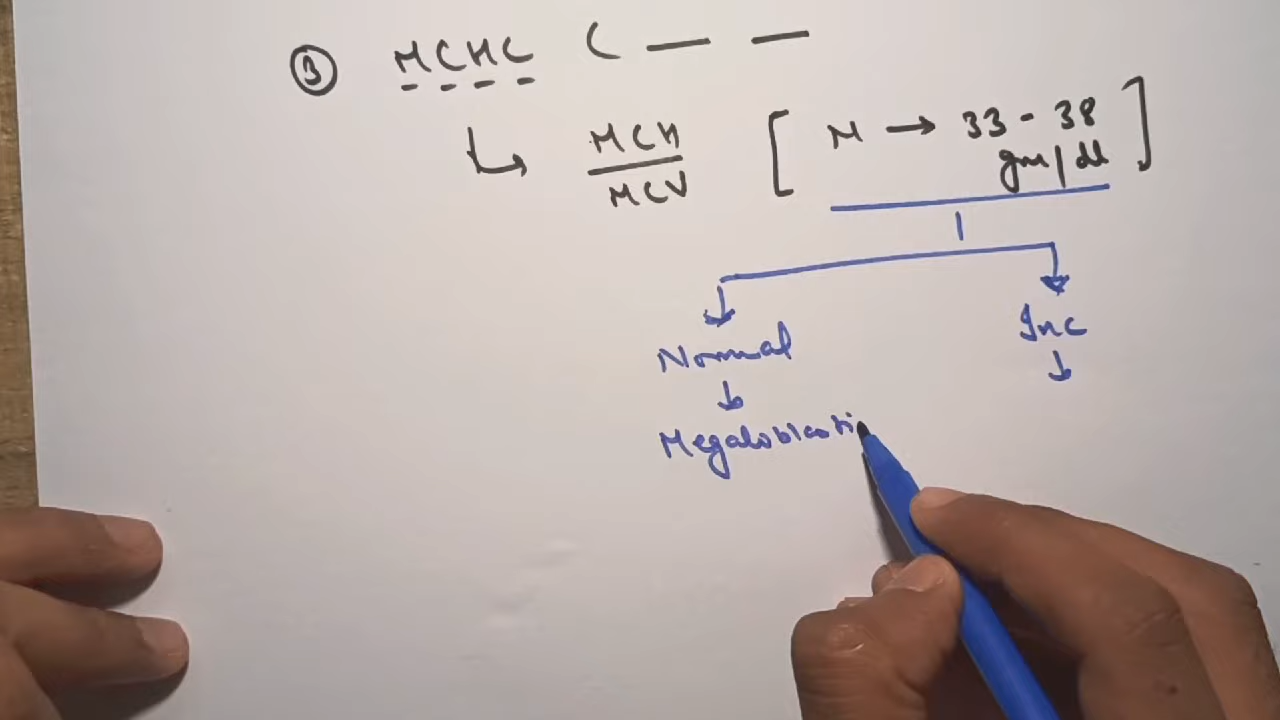 ③ MCHC ( — —
MCH
MCV
[ N → 33 - 38
gm/dl ]
Normal
Inc
Megaloblasti